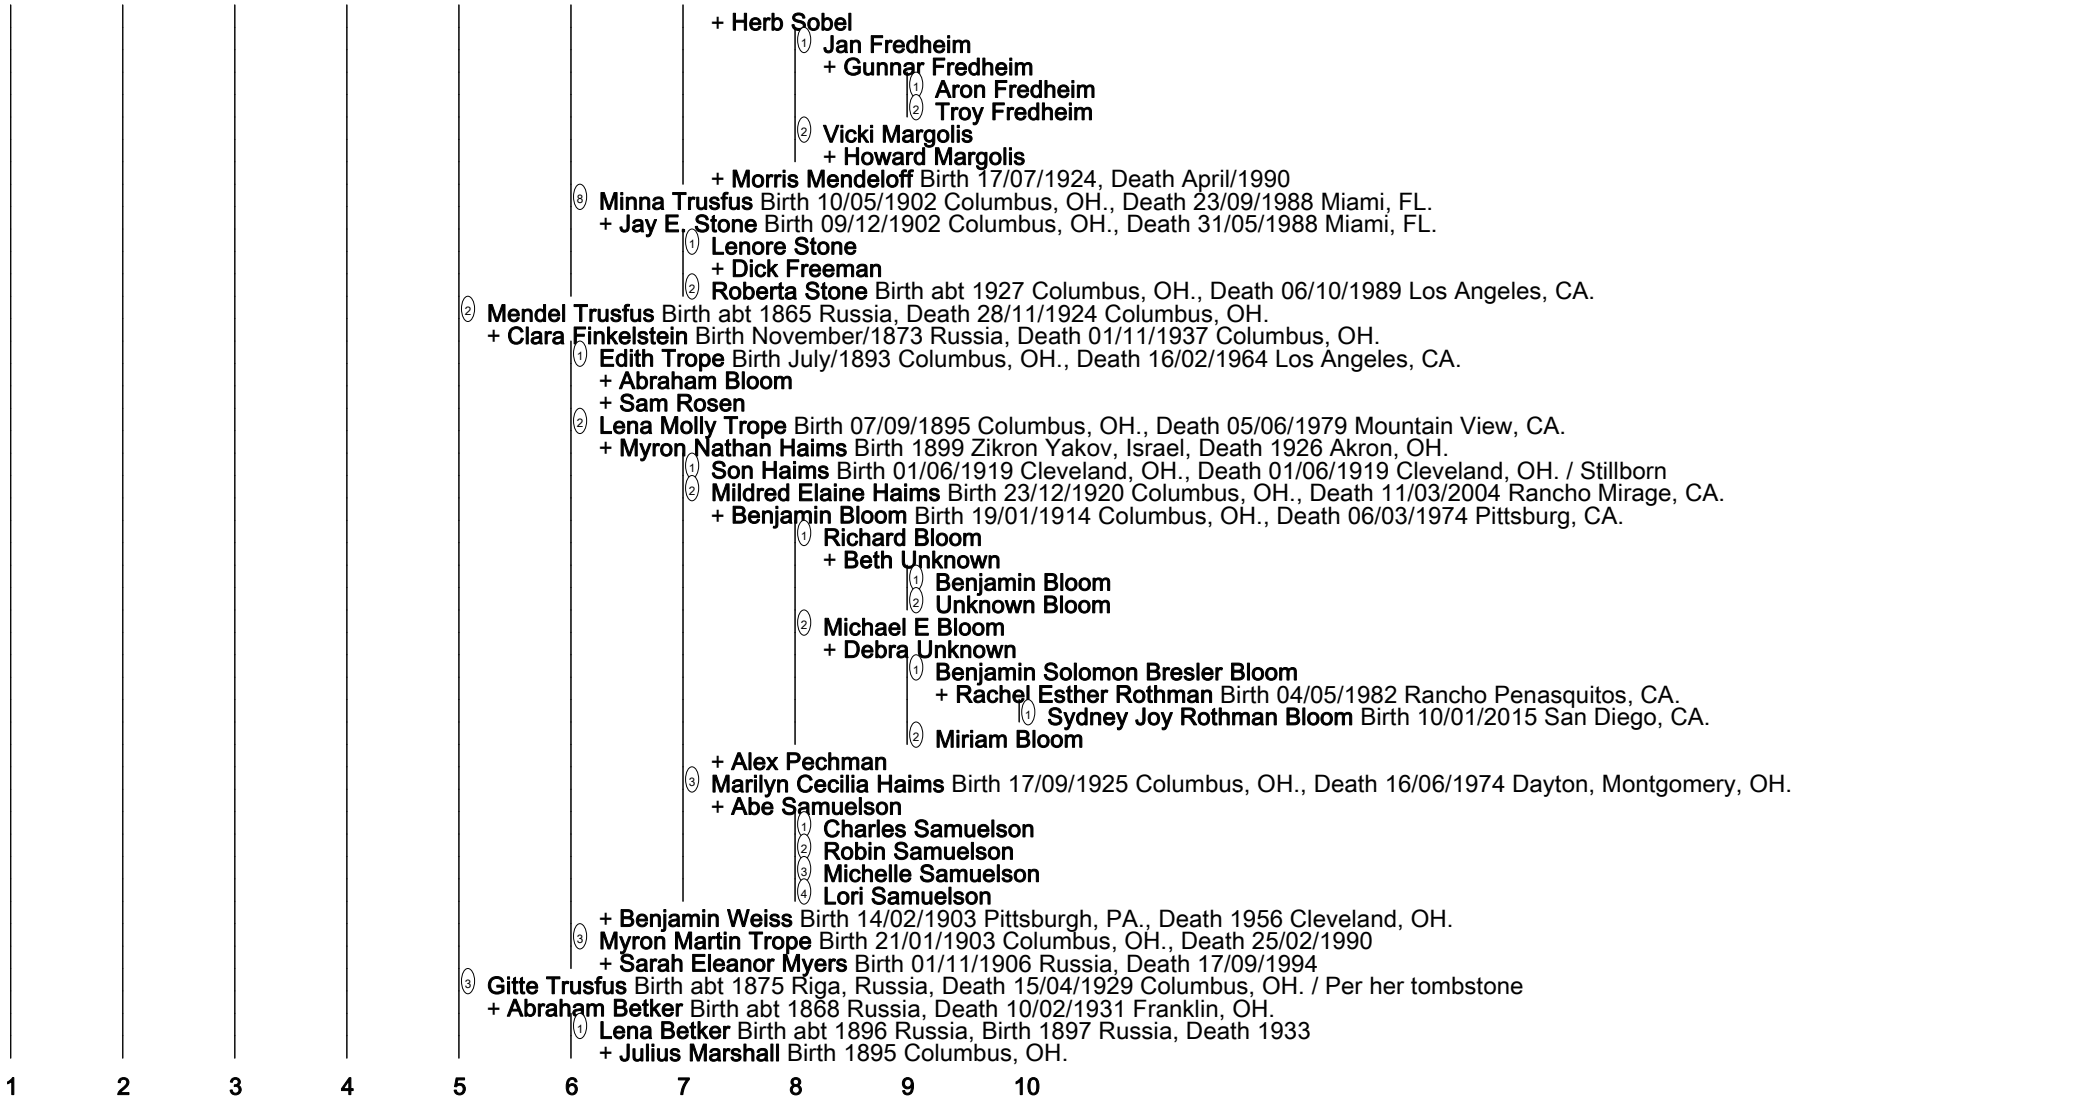 + Herb Sobel
1 Jan Fredheim
+ Gunnar Fredheim
1 Aron Fredheim
2 Troy Fredheim
2 Vicki Margolis
+ Howard Margolis
+ Morris Mendeloff Birth 17/07/1924, Death April/1990
8 Minna Trusfus Birth 10/05/1902 Columbus, OH., Death 23/09/1988 Miami, FL.
+ Jay E. Stone Birth 09/12/1902 Columbus, OH., Death 31/05/1988 Miami, FL.
1 Lenore Stone
+ Dick Freeman
2 Roberta Stone Birth abt 1927 Columbus, OH., Death 06/10/1989 Los Angeles, CA.
2 Mendel Trusfus Birth abt 1865 Russia, Death 28/11/1924 Columbus, OH.
+ Clara Finkelstein Birth November/1873 Russia, Death 01/11/1937 Columbus, OH.
1 Edith Trope Birth July/1893 Columbus, OH., Death 16/02/1964 Los Angeles, CA.
+ Abraham Bloom
+ Sam Rosen
2 Lena Molly Trope Birth 07/09/1895 Columbus, OH., Death 05/06/1979 Mountain View, CA.
+ Myron Nathan Haims Birth 1899 Zikron Yakov, Israel, Death 1926 Akron, OH.
1 Son Haims Birth 01/06/1919 Cleveland, OH., Death 01/06/1919 Cleveland, OH. / Stillborn
2 Mildred Elaine Haims Birth 23/12/1920 Columbus, OH., Death 11/03/2004 Rancho Mirage, CA.
+ Benjamin Bloom Birth 19/01/1914 Columbus, OH., Death 06/03/1974 Pittsburg, CA.
1 Richard Bloom
+ Beth Unknown
1 Benjamin Bloom
2 Unknown Bloom
2 Michael E Bloom
+ Debra Unknown
1 Benjamin Solomon Bresler Bloom
+ Rachel Esther Rothman Birth 04/05/1982 Rancho Penasquitos, CA.
1 Sydney Joy Rothman Bloom Birth 10/01/2015 San Diego, CA.
2 Miriam Bloom
+ Alex Pechman
3 Marilyn Cecilia Haims Birth 17/09/1925 Columbus, OH., Death 16/06/1974 Dayton, Montgomery, OH.
+ Abe Samuelson
1 Charles Samuelson
2 Robin Samuelson
3 Michelle Samuelson
4 Lori Samuelson
+ Benjamin Weiss Birth 14/02/1903 Pittsburgh, PA., Death 1956 Cleveland, OH.
3 Myron Martin Trope Birth 21/01/1903 Columbus, OH., Death 25/02/1990
+ Sarah Eleanor Myers Birth 01/11/1906 Russia, Death 17/09/1994
3 Gitte Trusfus Birth abt 1875 Riga, Russia, Death 15/04/1929 Columbus, OH. / Per her tombstone
+ Abraham Betker Birth abt 1868 Russia, Death 10/02/1931 Franklin, OH.
1 Lena Betker Birth abt 1896 Russia, Birth 1897 Russia, Death 1933
+ Julius Marshall Birth 1895 Columbus, OH.
1 2 3 4 5 6 7 8 9 10